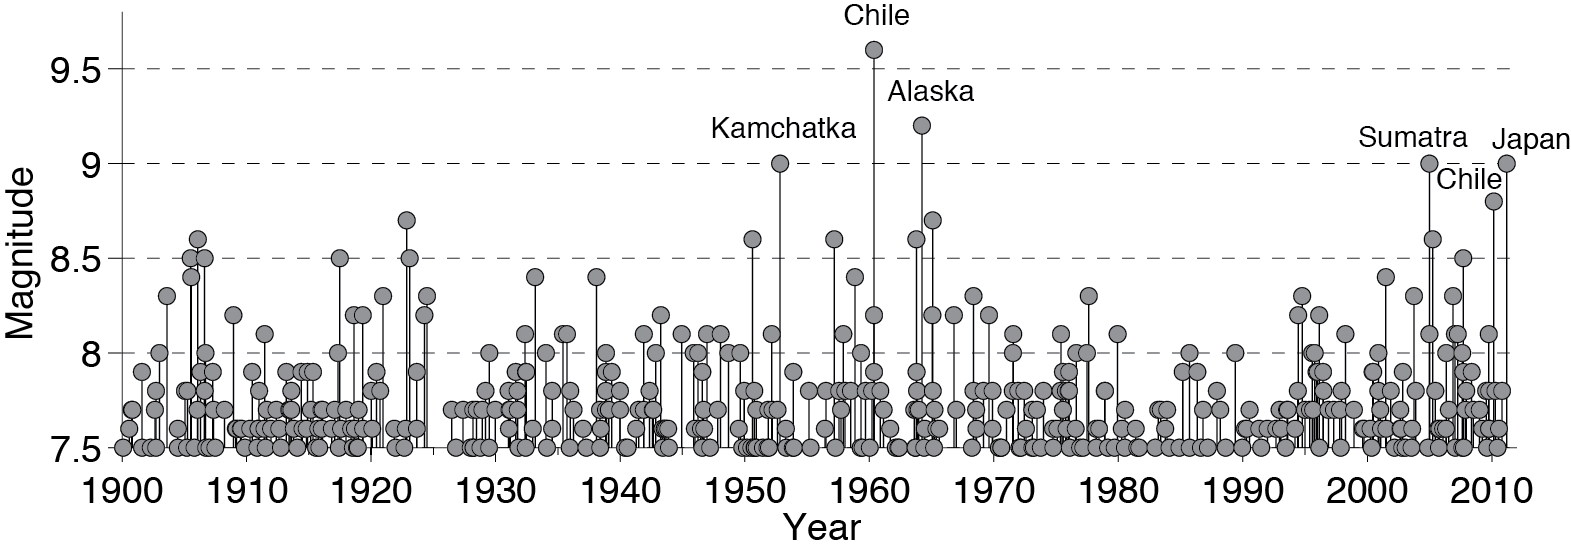 Chile
9.5
Alaska
Kamchatka
Sumatra
Japan
9
Chile
8.5
8
7.5
Magnitude
1900 1910 1920 1930 1940 1950 1960 1970 1980 1990 2000 2010
Year